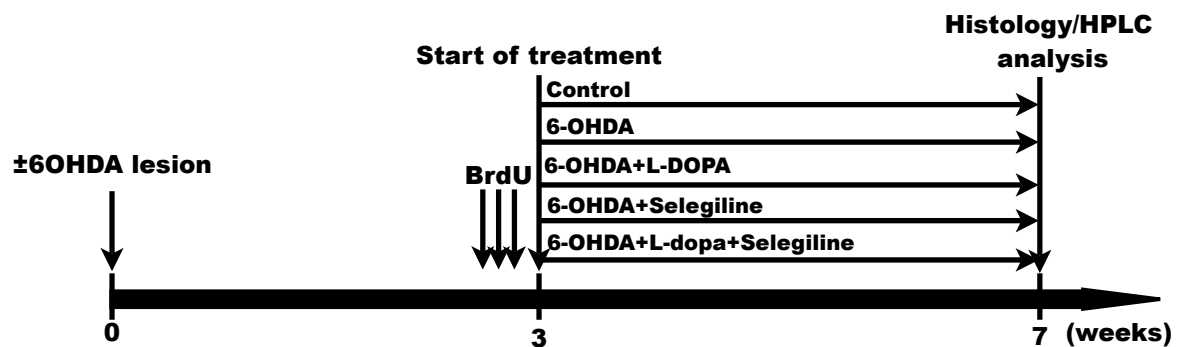 Histology/HPLC
analysis
Start of treatment
Control
6-OHDA
±6OHDA lesion
BrdU
6-OHDA+L-DOPA
6-OHDA+Selegiline
6-OHDA+L-dopa+Selegiline
0
3
7 (weeks)